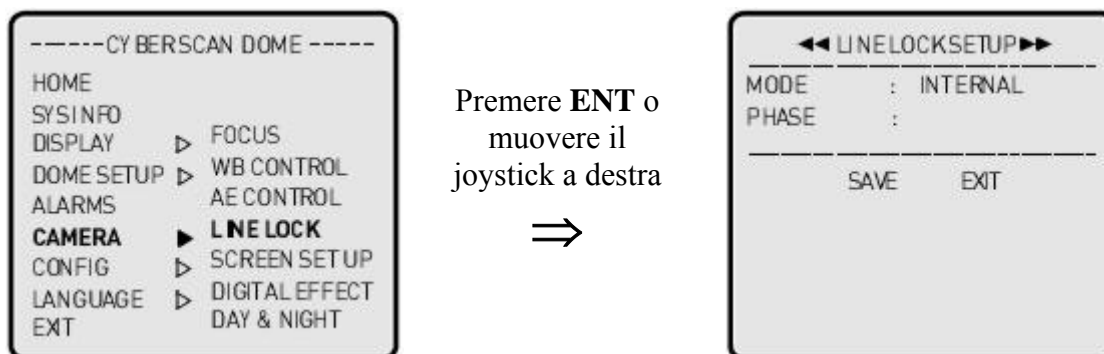 ------CYBERSCAN DOME-----
HOME
SYSINFO
DISPLAY ▷
DOME SETUP ▷
ALARMS
CAMERA ▶
CONFIG ▷
LANGUAGE ▷
EXIT
FOCUS
WB CONTROL
AE CONTROL
LINE LOCK
SCREEN SETUP
DIGITAL EFFECT
DAY & NIGHT
Premere ENT o
muovere il
joystick a destra
⇒
◀◀ LINELOCKSETUP▶▶
MODE : INTERNAL
PHASE :
SAVE EXIT